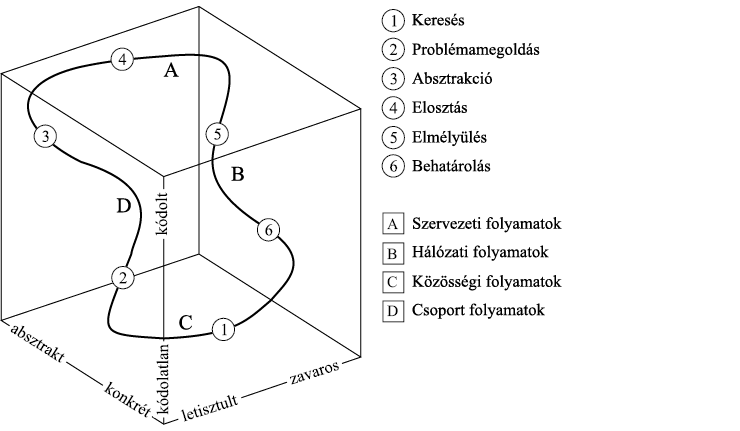 4
A
3
5
B
D
kódolt
6
2
C
1
absztrakt
konkrét
kódolatlan
letisztult
zavaros
1 Keresés
2 Problémamegoldás
3 Absztrakció
4 Elosztás
5 Elmélyülés
6 Behatárolás
A Szervezeti folyamatok
B Hálózati folyamatok
C Közösségi folyamatok
D Csoport folyamatok